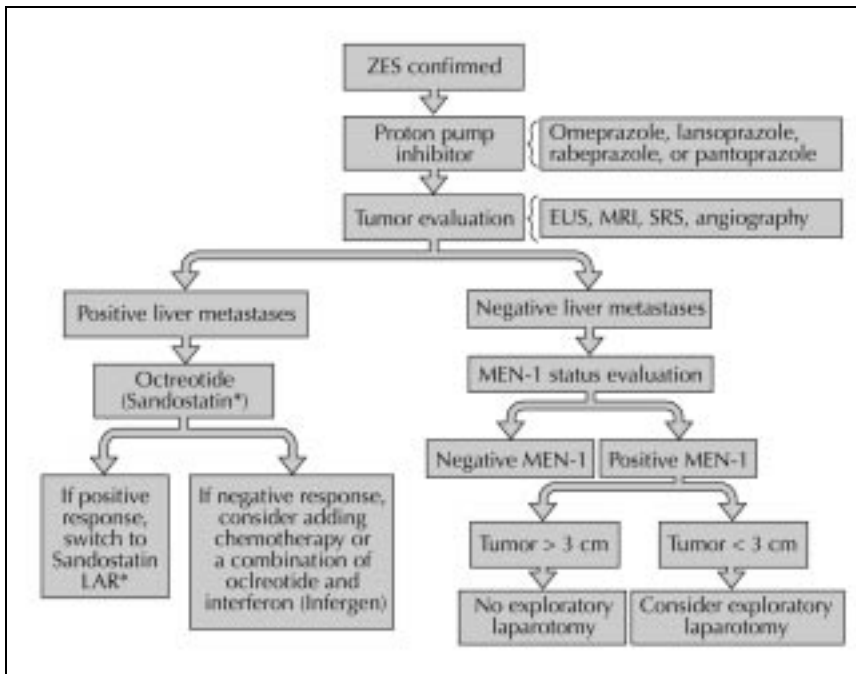 ZES confirmed
Proton pump
inhibitor
Omeprazole, lansoprazole,
rabeprazole, or pantoprazole
Tumor evaluation
EUS, MRI, SRS, angiography
Positive liver metastases
Negative liver metastases
Octreotide
(Sandostatin*)
MEN-1 status evaluation
Negative MEN-1
Positive MEN-1
If positive
response,
switch to
Sandostatin
LAR*
If negative response,
consider adding
chemotherapy or
a combination of
oclreotide and
interferon (Infergen)
Tumor > 3 cm
Tumor < 3 cm
No exploratory
laparotomy
Consider exploratory
laparotomy